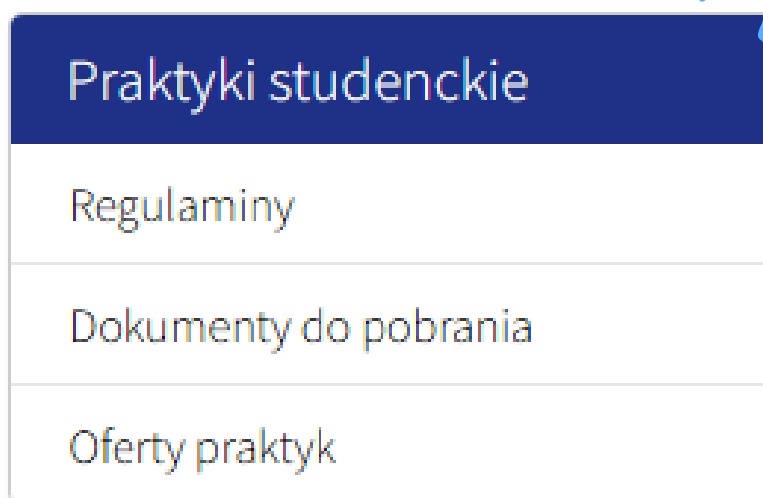 Praktyki studenckie
Regulaminy
Dokumenty do pobrania
Oferty praktyk